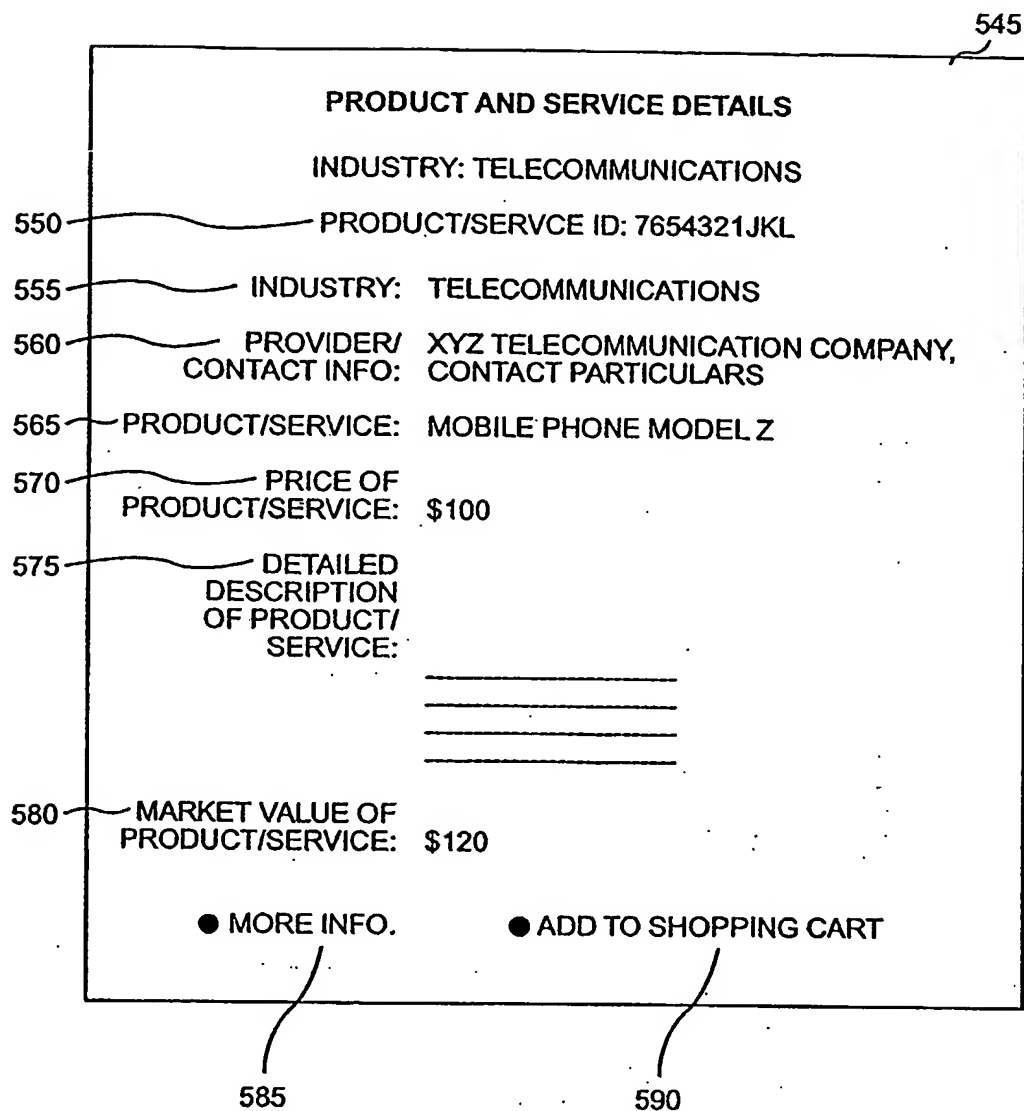 545
PRODUCT AND SERVICE DETAILS
INDUSTRY: TELECOMMUNICATIONS
550 PRODUCT/SERVCE ID: 7654321JKL
555 INDUSTRY: TELECOMMUNICATIONS
560 PROVIDER/ XYZ TELECOMMUNICATION COMPANY,
CONTACT INFO: CONTACT PARTICULARS
565 PRODUCT/SERVICE: MOBILE PHONE MODEL Z
570 PRICE OF
PRODUCT/SERVICE: $100
575 DETAILED
DESCRIPTION
OF PRODUCT/
SERVICE:
580 MARKET VALUE OF
PRODUCT/SERVICE: $120
● MORE INFO. ● ADD TO SHOPPING CART
585 590